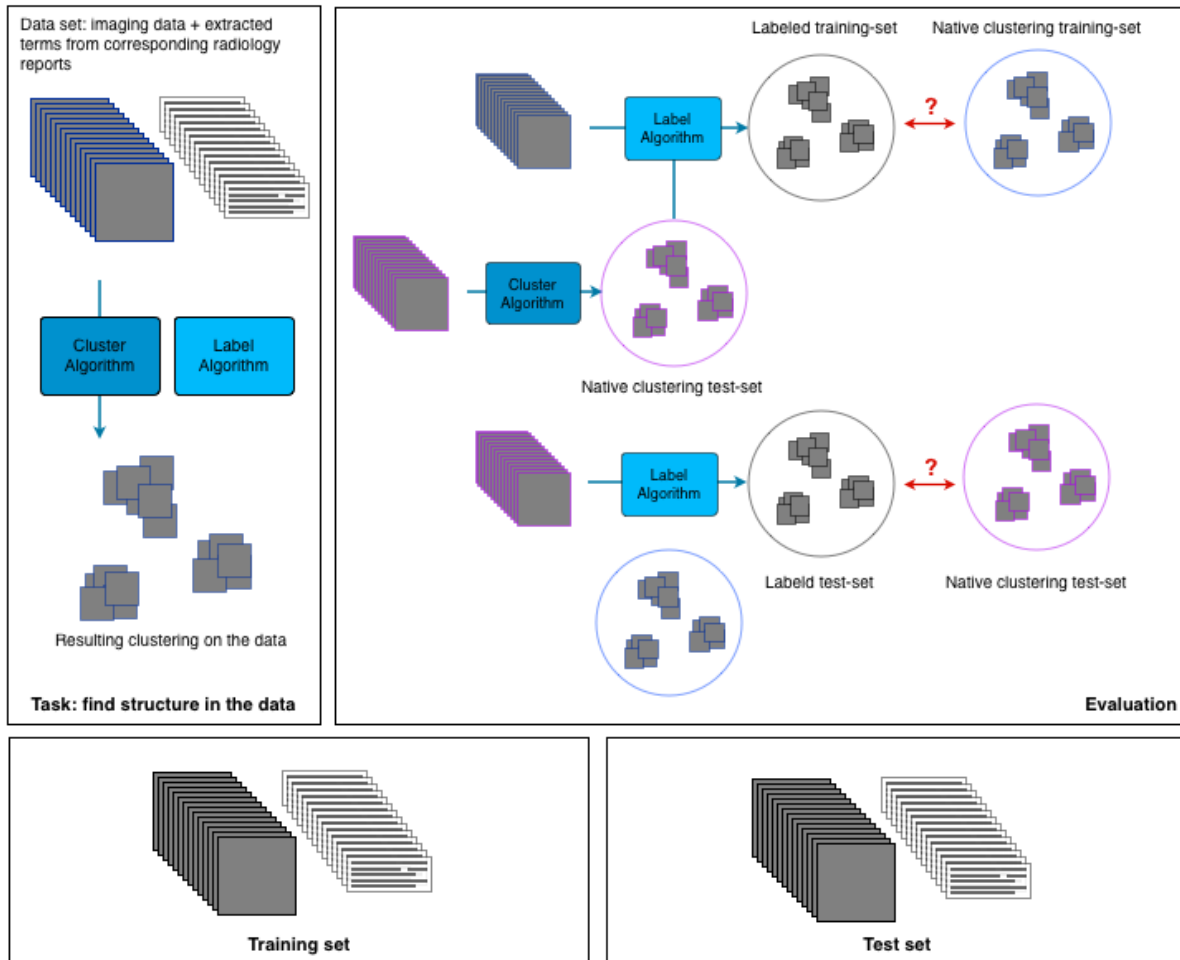 Data set: imaging data + extracted
terms from corresponding radiology
reports
Cluster
Algorithm
Label
Algorithm
Resulting clustering on the data
Task: find structure in the data
Labeled training-set
Native clustering training-set
Label
Algorithm
?
Cluster
Algorithm
Native clustering test-set
Label
Algorithm
?
Labeld test-set
Native clustering test-set
Evaluation
Training set
Test set